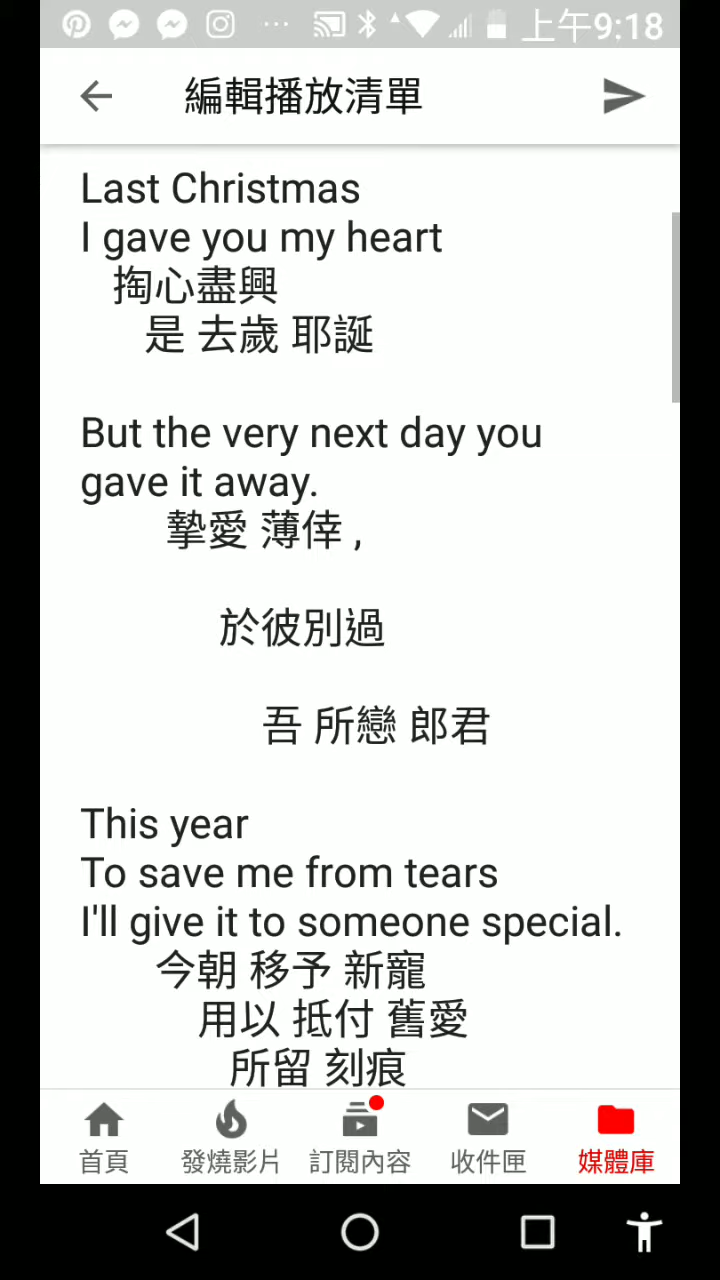 上午9:18
編輯播放清單
Last Christmas
I gave you my heart
掏心盡興
是 去歲 耶誕
But the very next day you
gave it away.
摯愛 薄倖 ,
於彼別過
吾 所戀 郎君
This year
To save me from tears
I'll give it to someone special.
今朝 移予 新寵
用以 抵付 舊愛
所留 刻痕
首頁 發燒影片 訂閱內容 收件匣 媒體庫